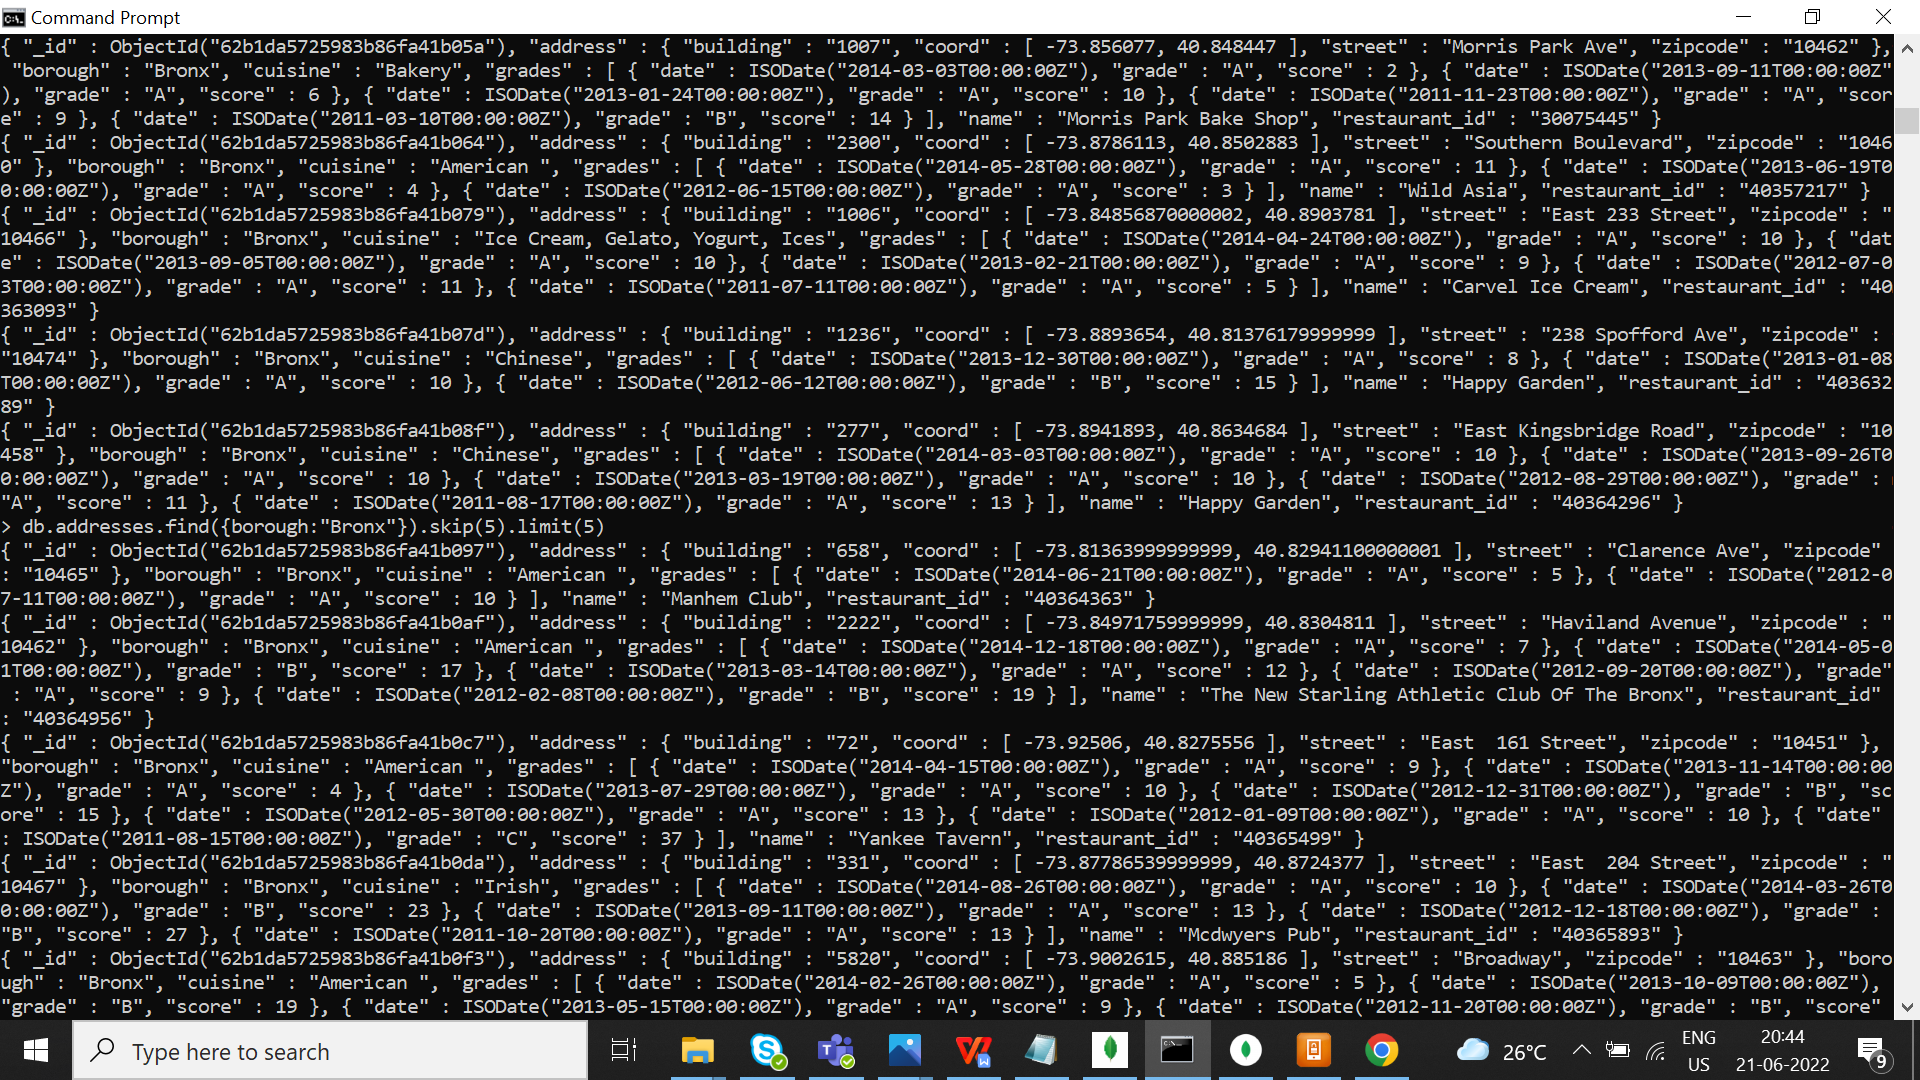 Command Prompt
{ "_id" : ObjectId("62b1da5725983b86fa41b05a"), "address" : { "building" : "1007", "coord" : [ -73.856077, 40.848447 ], "street" : "Morris Park Ave", "zipcode" : "10462" },
"borough" : "Bronx", "cuisine" : "Bakery", "grades" : [ { "date" : ISODate("2014-03-03T00:00:00Z"), "grade" : "A", "score" : 2 }, { "date" : ISODate("2013-09-11T00:00:00Z"
), "grade" : "A", "score" : 6 }, { "date" : ISODate("2013-01-24T00:00:00Z"), "grade" : "A", "score" : 10 }, { "date" : ISODate("2011-11-23T00:00:00Z"), "grade" : "A", "scor
e" : 9 }, { "date" : ISODate("2011-03-10T00:00:00Z"), "grade" : "B", "score" : 14 } ], "name" : "Morris Park Bake Shop", "restaurant_id" : "30075445" }
{ "_id" : ObjectId("62b1da5725983b86fa41b064"), "address" : { "building" : "2300", "coord" : [ -73.8786113, 40.8502883 ], "street" : "Southern Boulevard", "zipcode" : "1046
0" }, "borough" : "Bronx", "cuisine" : "American ", "grades" : [ { "date" : ISODate("2014-05-28T00:00:00Z"), "grade" : "A", "score" : 11 }, { "date" : ISODate("2013-06-19T0
0:00:00Z"), "grade" : "A", "score" : 4 }, { "date" : ISODate("2012-06-15T00:00:00Z"), "grade" : "A", "score" : 3 } ], "name" : "Wild Asia", "restaurant_id" : "40357217" }
{ "_id" : ObjectId("62b1da5725983b86fa41b079"), "address" : { "building" : "1006", "coord" : [ -73.84856870000002, 40.8903781 ], "street" : "East 233 Street", "zipcode" : "
10466" }, "borough" : "Bronx", "cuisine" : "Ice Cream, Gelato, Yogurt, Ices", "grades" : [ { "date" : ISODate("2014-04-24T00:00:00Z"), "grade" : "A", "score" : 10 }, { "dat
e" : ISODate("2013-09-05T00:00:00Z"), "grade" : "A", "score" : 10 }, { "date" : ISODate("2013-02-21T00:00:00Z"), "grade" : "A", "score" : 9 }, { "date" : ISODate("2012-07-0
3T00:00:00Z"), "grade" : "A", "score" : 11 }, { "date" : ISODate("2011-07-11T00:00:00Z"), "grade" : "A", "score" : 5 } ], "name" : "Carvel Ice Cream", "restaurant_id" : "40
363093" }
{ "_id" : ObjectId("62b1da5725983b86fa41b07d"), "address" : { "building" : "1236", "coord" : [ -73.8893654, 40.81376179999999 ], "street" : "238 Spofford Ave", "zipcode" :
"10474" }, "borough" : "Bronx", "cuisine" : "Chinese", "grades" : [ { "date" : ISODate("2013-12-30T00:00:00Z"), "grade" : "A", "score" : 8 }, { "date" : ISODate("2013-01-08
T00:00:00Z"), "grade" : "A", "score" : 10 }, { "date" : ISODate("2012-06-12T00:00:00Z"), "grade" : "B", "score" : 15 } ], "name" : "Happy Garden", "restaurant_id" : "403632
89" }
{ "_id" : ObjectId("62b1da5725983b86fa41b08f"), "address" : { "building" : "277", "coord" : [ -73.8941893, 40.8634684 ], "street" : "East Kingsbridge Road", "zipcode" : "10
458" }, "borough" : "Bronx", "cuisine" : "Chinese", "grades" : [ { "date" : ISODate("2014-03-03T00:00:00Z"), "grade" : "A", "score" : 10 }, { "date" : ISODate("2013-09-26T0
0:00:00Z"), "grade" : "A", "score" : 10 }, { "date" : ISODate("2013-03-19T00:00:00Z"), "grade" : "A", "score" : 10 }, { "date" : ISODate("2012-08-29T00:00:00Z"), "grade" :
"A", "score" : 11 }, { "date" : ISODate("2011-08-17T00:00:00Z"), "grade" : "A", "score" : 13 } ], "name" : "Happy Garden", "restaurant_id" : "40364296" }
> db.addresses.find({borough:"Bronx"}).skip(5).limit(5)
{ "_id" : ObjectId("62b1da5725983b86fa41b097"), "address" : { "building" : "658", "coord" : [ -73.81363999999999, 40.82941100000001 ], "street" : "Clarence Ave", "zipcode"
: "10465" }, "borough" : "Bronx", "cuisine" : "American ", "grades" : [ { "date" : ISODate("2014-06-21T00:00:00Z"), "grade" : "A", "score" : 5 }, { "date" : ISODate("2012-0
7-11T00:00:00Z"), "grade" : "A", "score" : 10 } ], "name" : "Manhem Club", "restaurant_id" : "40364363" }
{ "_id" : ObjectId("62b1da5725983b86fa41b0af"), "address" : { "building" : "2222", "coord" : [ -73.84971759999999, 40.8304811 ], "street" : "Haviland Avenue", "zipcode" : "
10462" }, "borough" : "Bronx", "cuisine" : "American ", "grades" : [ { "date" : ISODate("2014-12-18T00:00:00Z"), "grade" : "A", "score" : 7 }, { "date" : ISODate("2014-05-0
1T00:00:00Z"), "grade" : "B", "score" : 17 }, { "date" : ISODate("2013-03-14T00:00:00Z"), "grade" : "A", "score" : 12 }, { "date" : ISODate("2012-09-20T00:00:00Z"), "grade"
: "A", "score" : 9 }, { "date" : ISODate("2012-02-08T00:00:00Z"), "grade" : "B", "score" : 19 } ], "name" : "The New Starling Athletic Club Of The Bronx", "restaurant_id"
: "40364956" }
{ "_id" : ObjectId("62b1da5725983b86fa41b0c7"), "address" : { "building" : "72", "coord" : [ -73.92506, 40.8275556 ], "street" : "East  161 Street", "zipcode" : "10451" },
"borough" : "Bronx", "cuisine" : "American ", "grades" : [ { "date" : ISODate("2014-04-15T00:00:00Z"), "grade" : "A", "score" : 9 }, { "date" : ISODate("2013-11-14T00:00:00
Z"), "grade" : "A", "score" : 4 }, { "date" : ISODate("2013-07-29T00:00:00Z"), "grade" : "A", "score" : 10 }, { "date" : ISODate("2012-12-31T00:00:00Z"), "grade" : "B", "sc
ore" : 15 }, { "date" : ISODate("2012-05-30T00:00:00Z"), "grade" : "A", "score" : 13 }, { "date" : ISODate("2012-01-09T00:00:00Z"), "grade" : "A", "score" : 10 }, { "date"
: ISODate("2011-08-15T00:00:00Z"), "grade" : "C", "score" : 37 } ], "name" : "Yankee Tavern", "restaurant_id" : "40365499" }
{ "_id" : ObjectId("62b1da5725983b86fa41b0da"), "address" : { "building" : "331", "coord" : [ -73.87786539999999, 40.8724377 ], "street" : "East  204 Street", "zipcode" : "
10467" }, "borough" : "Bronx", "cuisine" : "Irish", "grades" : [ { "date" : ISODate("2014-08-26T00:00:00Z"), "grade" : "A", "score" : 10 }, { "date" : ISODate("2014-03-26T0
0:00:00Z"), "grade" : "B", "score" : 23 }, { "date" : ISODate("2013-09-11T00:00:00Z"), "grade" : "A", "score" : 13 }, { "date" : ISODate("2012-12-18T00:00:00Z"), "grade" :
"B", "score" : 27 }, { "date" : ISODate("2011-10-20T00:00:00Z"), "grade" : "A", "score" : 13 } ], "name" : "Mcdwyers Pub", "restaurant_id" : "40365893" }
{ "_id" : ObjectId("62b1da5725983b86fa41b0f3"), "address" : { "building" : "5820", "coord" : [ -73.9002615, 40.885186 ], "street" : "Broadway", "zipcode" : "10463" }, "boro
ugh" : "Bronx", "cuisine" : "American ", "grades" : [ { "date" : ISODate("2014-02-26T00:00:00Z"), "grade" : "A", "score" : 5 }, { "date" : ISODate("2013-10-09T00:00:00Z"),
"grade" : "B", "score" : 19 }, { "date" : ISODate("2013-05-15T00:00:00Z"), "grade" : "A", "score" : 9 }, { "date" : ISODate("2012-11-20T00:00:00Z"), "grade" : "B", "score"
Type here to search
26°C
ENG
US
20:44
21-06-2022
9